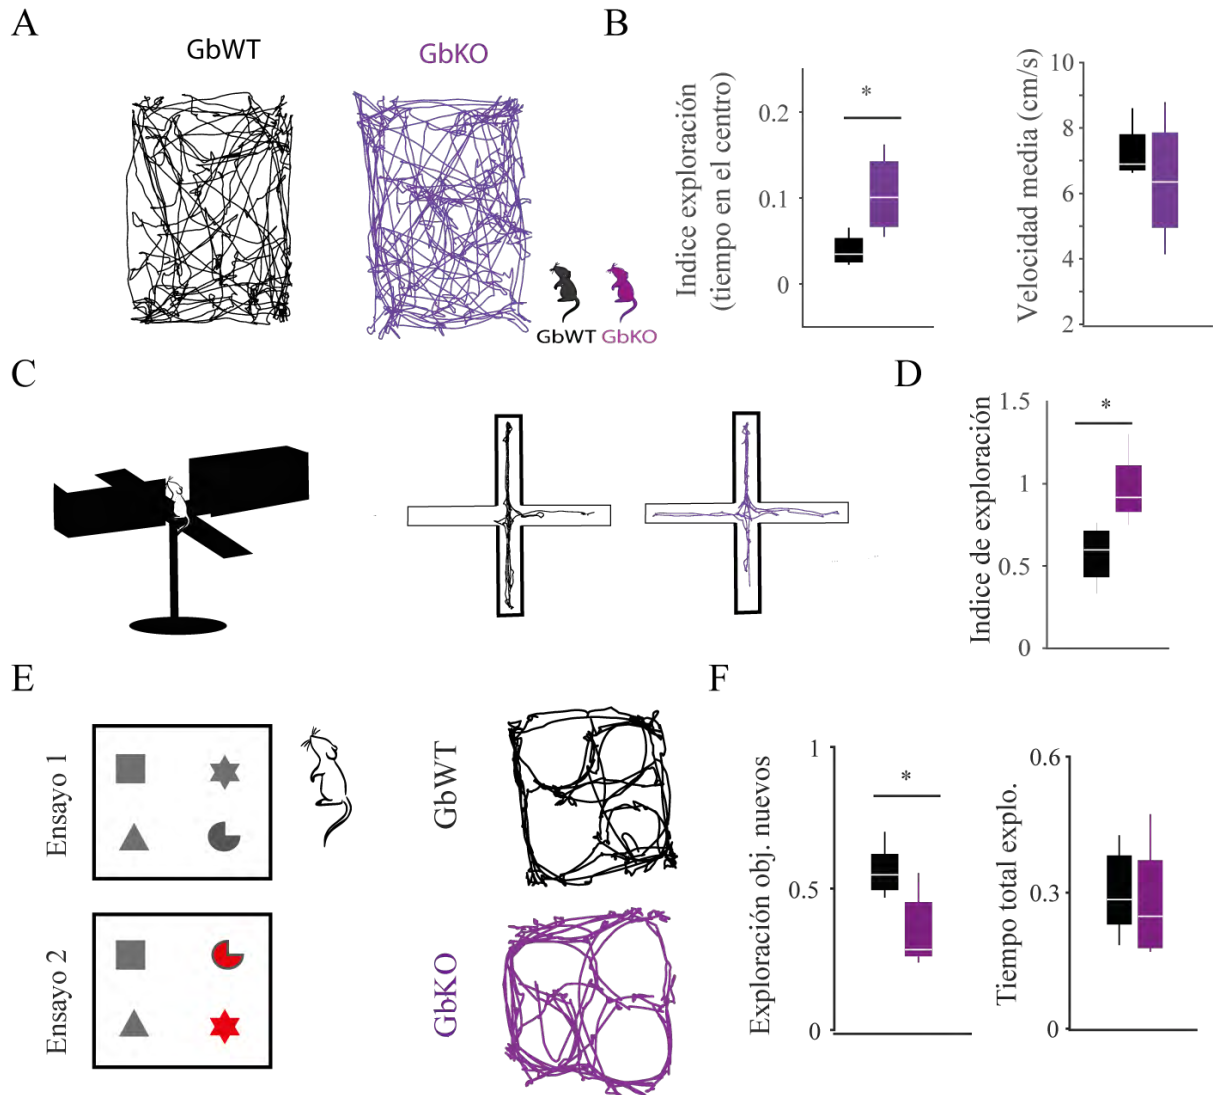 A
GbWT
GbKO
GbWT GbKO
B
Indice exploración
(tiempo en el centro)
0.2
0.1
0
*
Velocidad media (cm/s)
10
8
6
4
2
C
D
Indice de exploración
1.5
1
0.5
0
*
E
Ensayo 1
Ensayo 2
GbWT
GbKO
F
Exploración obj. nuevos
1
0.5
0
*
Tiempo total explo.
0.6
0.3
0